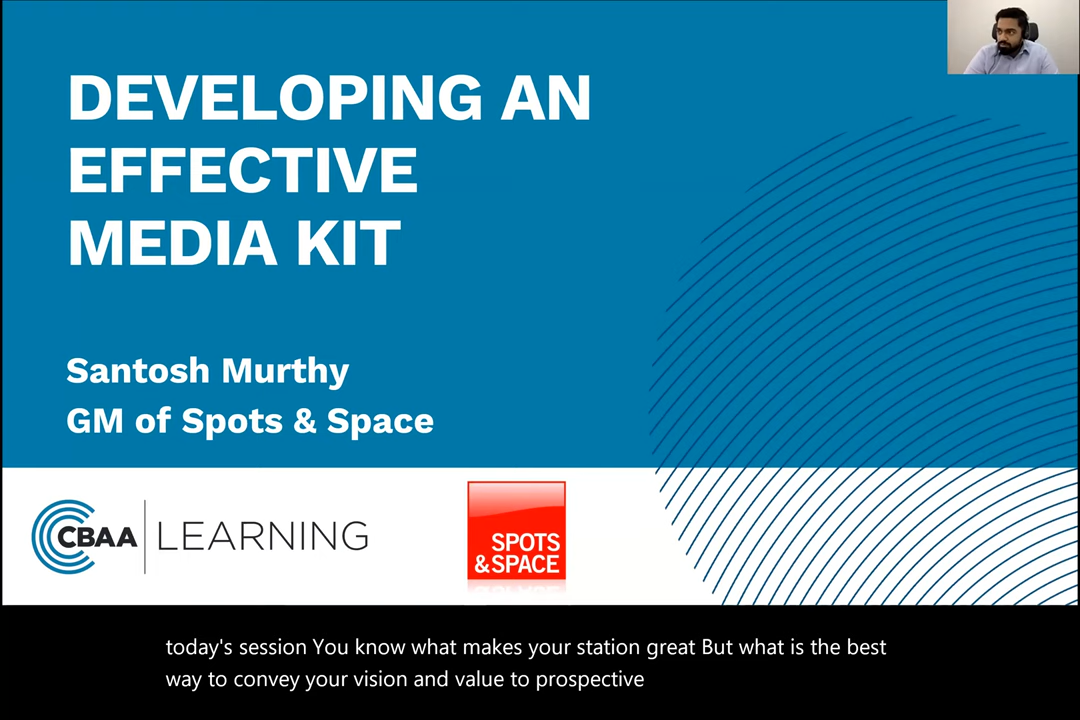 DEVELOPING AN
EFFECTIVE
MEDIA KIT
Santosh Murthy
GM of Spots & Space
CBAA LEARNING
SPOTS
&SPACE
today's session You know what makes your station great But what is the best
way to convey your vision and value to prospective